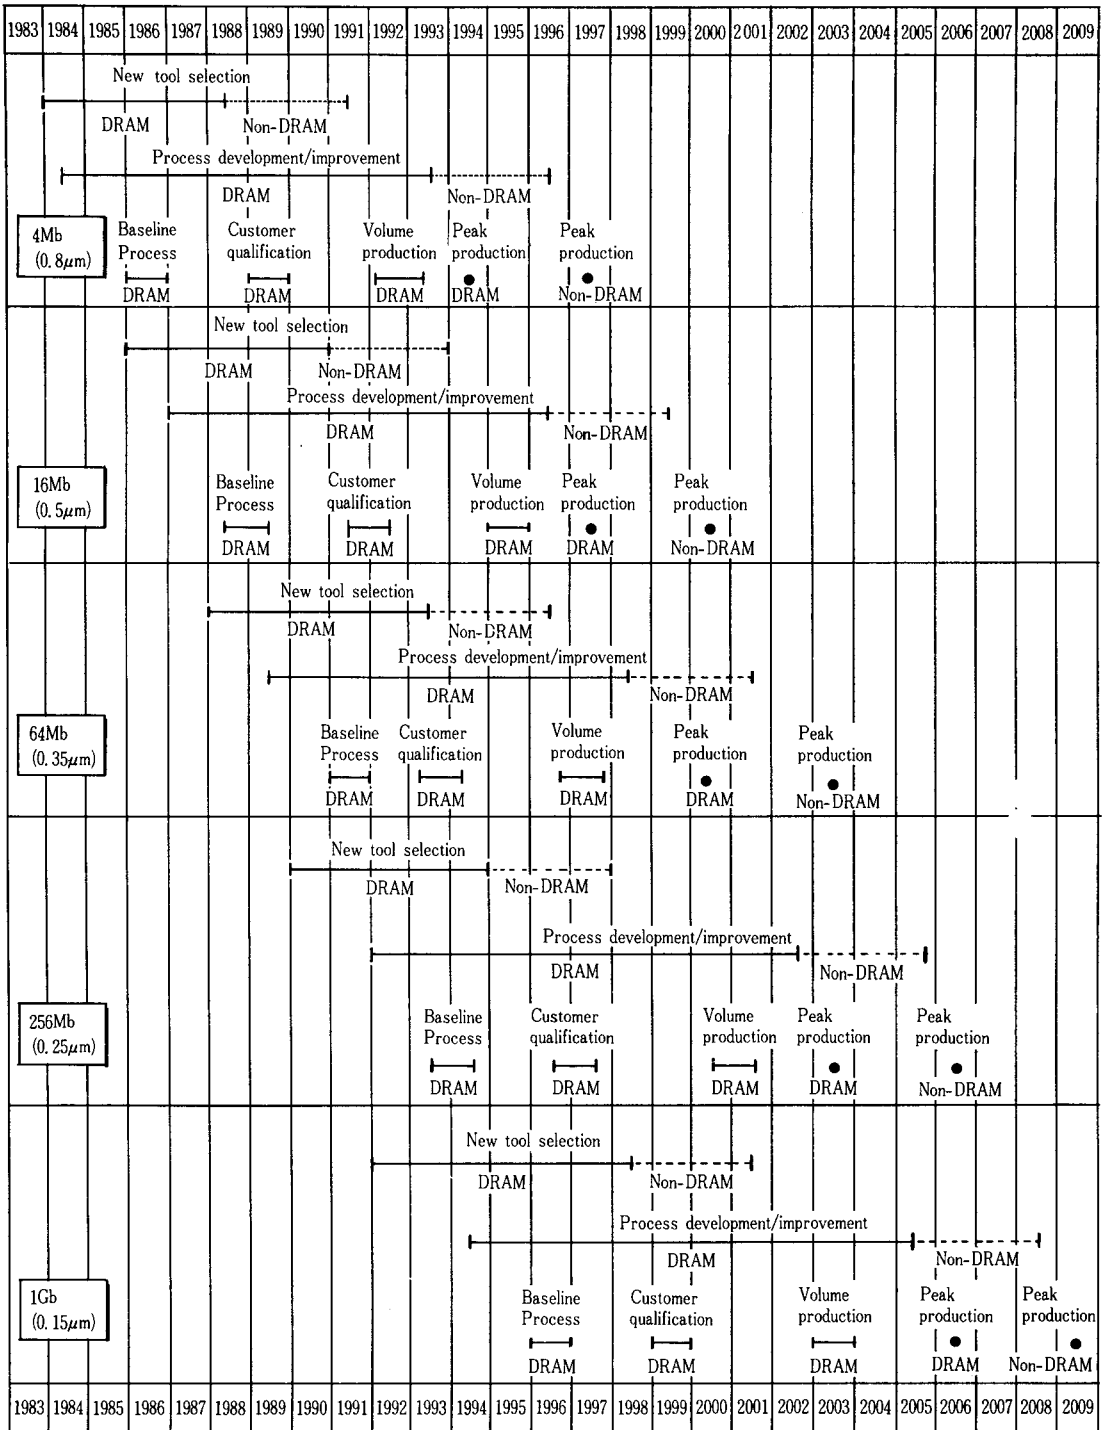 1983 1984 1985 1986 1987 1988 1989 1990 1991 1992 1993 1994 1995 1996 1997 1998 1999 2000 2001 2002 2003 2004 2005 2006 2007 2008 2009
New tool selection
DRAM Non-DRAM
Process development/improvement
DRAM Non-DRAM
4Mb
(0.8μm)
Baseline
Process
DRAM
Customer
qualification
DRAM
Volume
production
DRAM
Peak
production
DRAM
Peak
production
Non-DRAM
New tool selection
DRAM Non-DRAM
Process development/improvement
DRAM Non-DRAM
16Mb
(0.5μm)
Baseline
Process
DRAM
Customer
qualification
DRAM
Volume
production
DRAM
Peak
production
DRAM
Peak
production
Non-DRAM
New tool selection
DRAM Non-DRAM
Process development/improvement
DRAM Non-DRAM
64Mb
(0.35μm)
Baseline
Process
DRAM
Customer
qualification
DRAM
Volume
production
DRAM
Peak
production
DRAM
Peak
production
Non-DRAM
New tool selection
DRAM Non-DRAM
Process development/improvement
DRAM Non-DRAM
256Mb
(0.25μm)
Baseline
Process
DRAM
Customer
qualification
DRAM
Volume
production
DRAM
Peak
production
DRAM
Peak
production
Non-DRAM
New tool selection
DRAM Non-DRAM
Process development/improvement
DRAM Non-DRAM
1Gb
(0.15μm)
Baseline
Process
DRAM
Customer
qualification
DRAM
Volume
production
DRAM
Peak
production
DRAM
Peak
production
Non-DRAM
1983 1984 1985 1986 1987 1988 1989 1990 1991 1992 1993 1994 1995 1996 1997 1998 1999 2000 2001 2002 2003 2004 2005 2006 2007 2008 2009